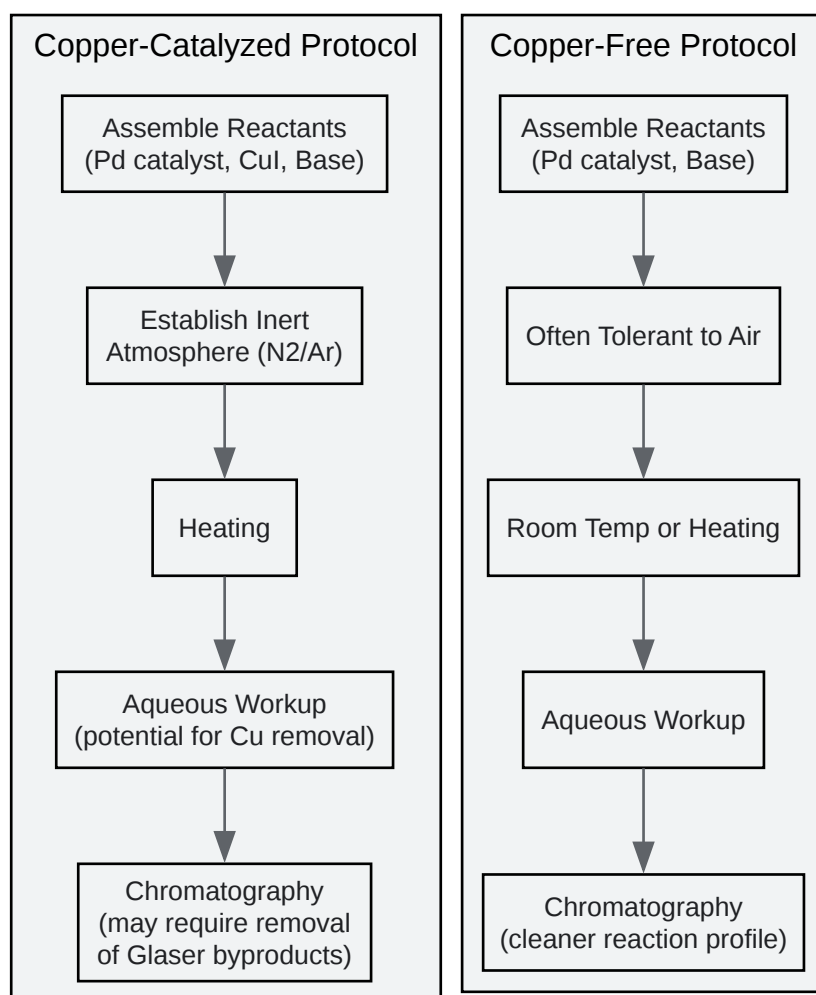 Copper-Catalyzed Protocol
Assemble Reactants
(Pd catalyst, CuI, Base)
Establish Inert
Atmosphere (N2/Ar)
Heating
Aqueous Workup
(potential for Cu removal)
Chromatography
(may require removal
of Glaser byproducts)
Copper-Free Protocol
Assemble Reactants
(Pd catalyst, Base)
Often Tolerant to Air
Room Temp or Heating
Aqueous Workup
Chromatography
(cleaner reaction profile)